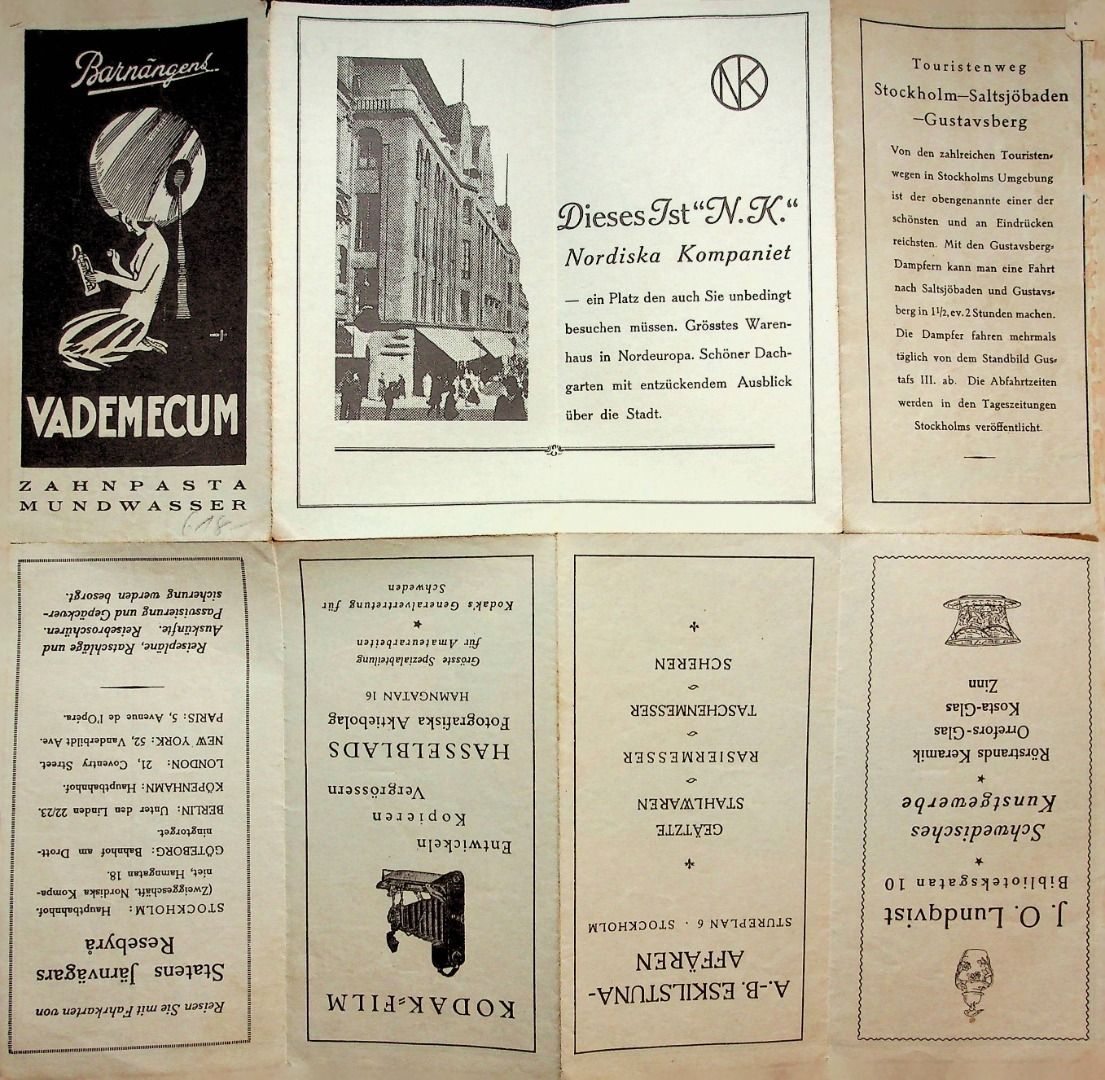 Barnängens
VADEMECUM
ZAHNPASTA
MUNDWASSER
NK
Dieses Ist "N.K."
Nordiska Kompaniet
— ein Platz den auch Sie unbedingt
besuchen müssen. Grösstes Waren-
haus in Nordeuropa. Schöner Dach-
garten mit entzückendem Ausblick
über die Stadt.
Touristenweg
Stockholm—Saltsjöbaden
—Gustavsberg
Von den zahlreichen Touristen-
wegen in Stockholms Umgebung
ist der obengenannte einer der
schönsten und an Eindrücken
reichsten. Mit den Gustavsberg-
Dampfern kann man eine Fahrt
nach Saltsjöbaden und Gustavs-
berg in 1 1/2, ev. 2 Stunden machen.
Die Dampfer fahren mehrmals
täglich von dem Standbild Gus-
tafs III. ab. Die Abfahrtzeiten
werden in den Tageszeitungen
Stockholms veröffentlicht.
Reisen Sie mit Fahrkarten von
Statens Järnvägars
Resebyrå
STOCKHOLM: Hauptbahnhof.
(Zweiggeschäft. Nordiska Kompa-
niet, Hamngatan 18.
GÖTEBORG: Bahnhof am Drott-
ningtorget.
BERLIN: Unter den Linden 22/23.
KÖPENHAMN: Hauptbahnhof.
LONDON: 21, Coventry Street.
NEW YORK: 52, Vanderbildt Ave.
PARIS: 5, Avenue de l'Opéra.
Reisepläne, Ratschläge und
Auskünfte. Reisebroschüren.
Passvisierung und Gepäckver-
sicherung werden besorgt.
KODAK-FILM
Entwickeln
Kopieren
Vergrössern
HASSELBLADS
Fotografiska Aktiebolag
HAMNGATAN 16
Grösste Spezialabteilung
für Amateurarbeiten
Kodak's Generalvertretung für
Schweden
A.-B. ESKILSTUNA-
AFFÄREN
STUREPLAN 6 · STOCKHOLM
GEÄTZTE
STAHLWAREN
RASIERMESSER
TASCHENMESSER
SCHEREN
J. O. Lundqvist
Biblioteksgatan 10
Schwedisches
Kunstgewerbe
Rörstrands Keramik
Orrefors-Glas
Kosta-Glas
Zinn